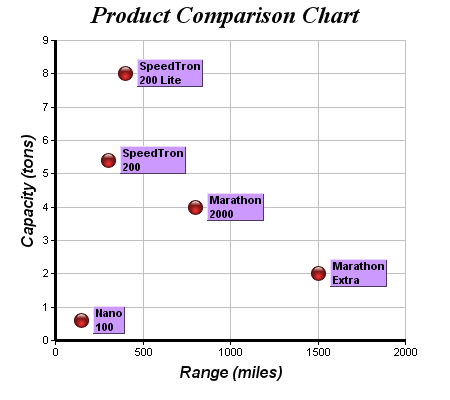 Product Comparison Chart
Capacity (tons)
9
8
7
6
5
4
3
2
1
0
SpeedTron
200 Lite
SpeedTron
200
Marathon
2000
Marathon
Extra
Nano
100
0
500
1000
1500
2000
Range (miles)